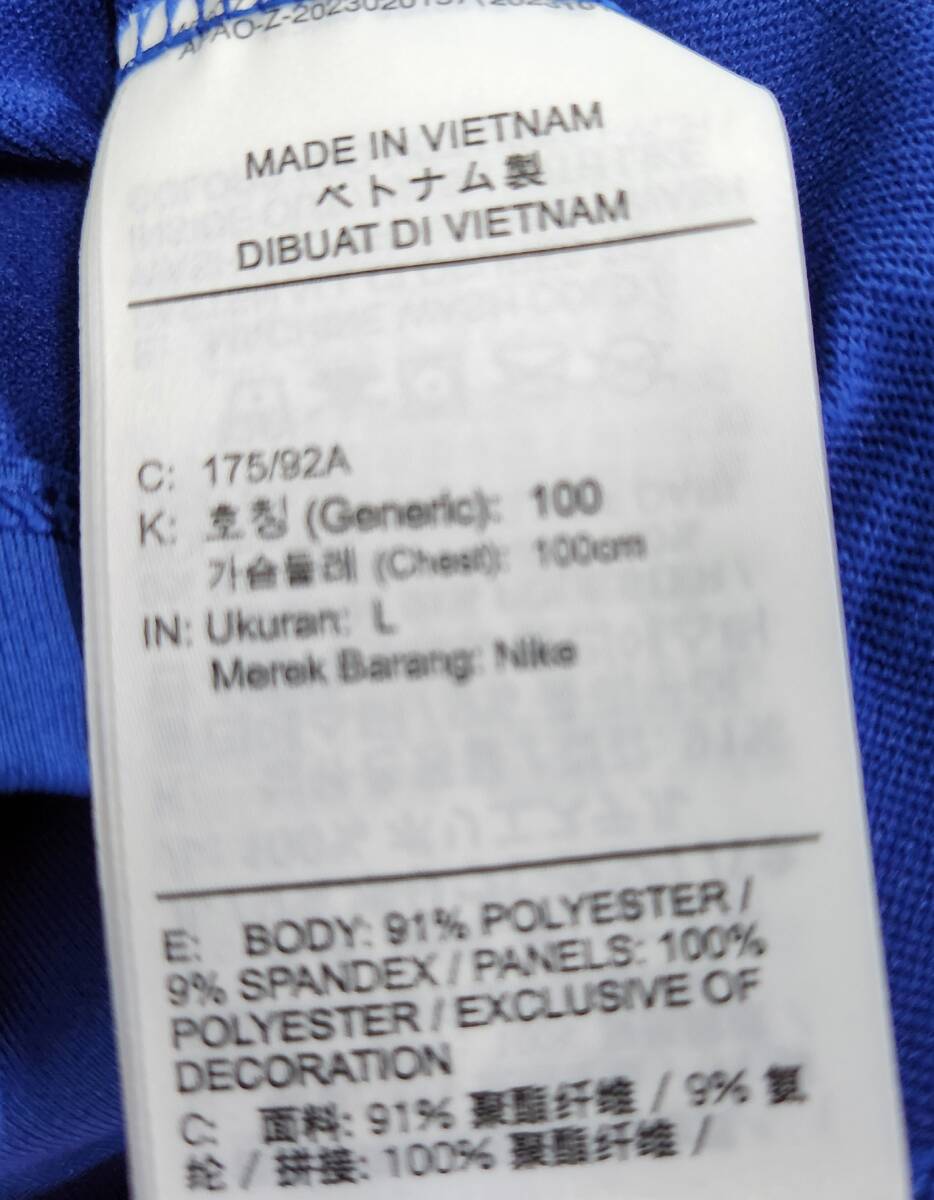 MADE IN VIETNAM
ベトナム製
DIBUAT DI VIETNAM
C: 175/92A
K: 호칭 (Generic): 100
가슴둘레 (Chest): 100cm
IN: Ukuran: L
Merek Barang: Nike
E: BODY: 91% POLYESTER /
9% SPANDEX / PANELS: 100%
POLYESTER / EXCLUSIVE OF
DECORATION
C: 面料: 91% 聚酯纤维 / 9% 氨
纶 / 拼接: 100% 聚酯纤维 /